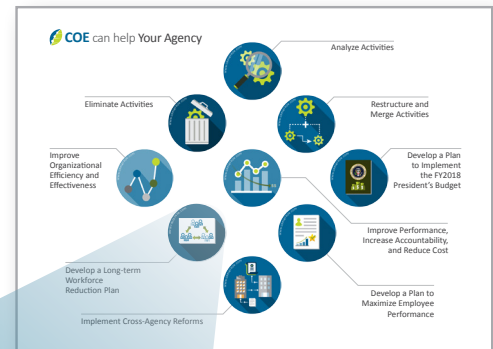 COE can help Your Agency
Analyze Activities
Eliminate Activities
Restructure and
Merge Activities
Improve
Organizational
Efficiency and
Effectiveness
Develop a Plan
to Implement
the FY2018
President's Budget
Improve Performance,
Increase Accountability,
and Reduce Cost
Develop a Long-term
Workforce
Reduction Plan
Develop a Plan to
Maximize Employee
Performance
Implement Cross-Agency Reforms